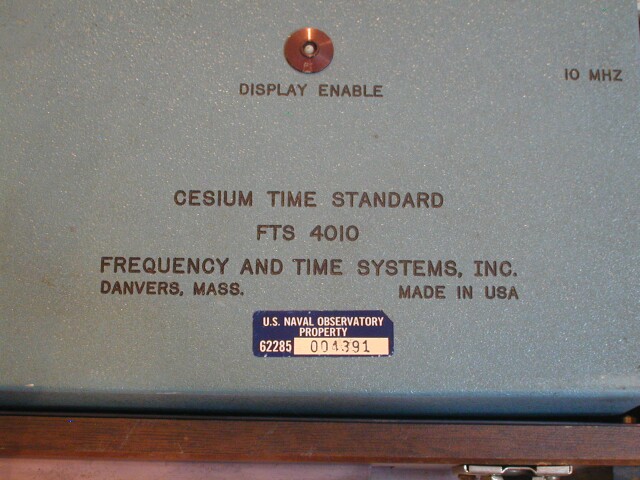 DISPLAY ENABLE
10 MHZ
CESIUM TIME STANDARD
FTS 4010
FREQUENCY AND TIME SYSTEMS, INC.
DANVERS, MASS. MADE IN USA
U.S. NAVAL OBSERVATORY
PROPERTY
62285 004391